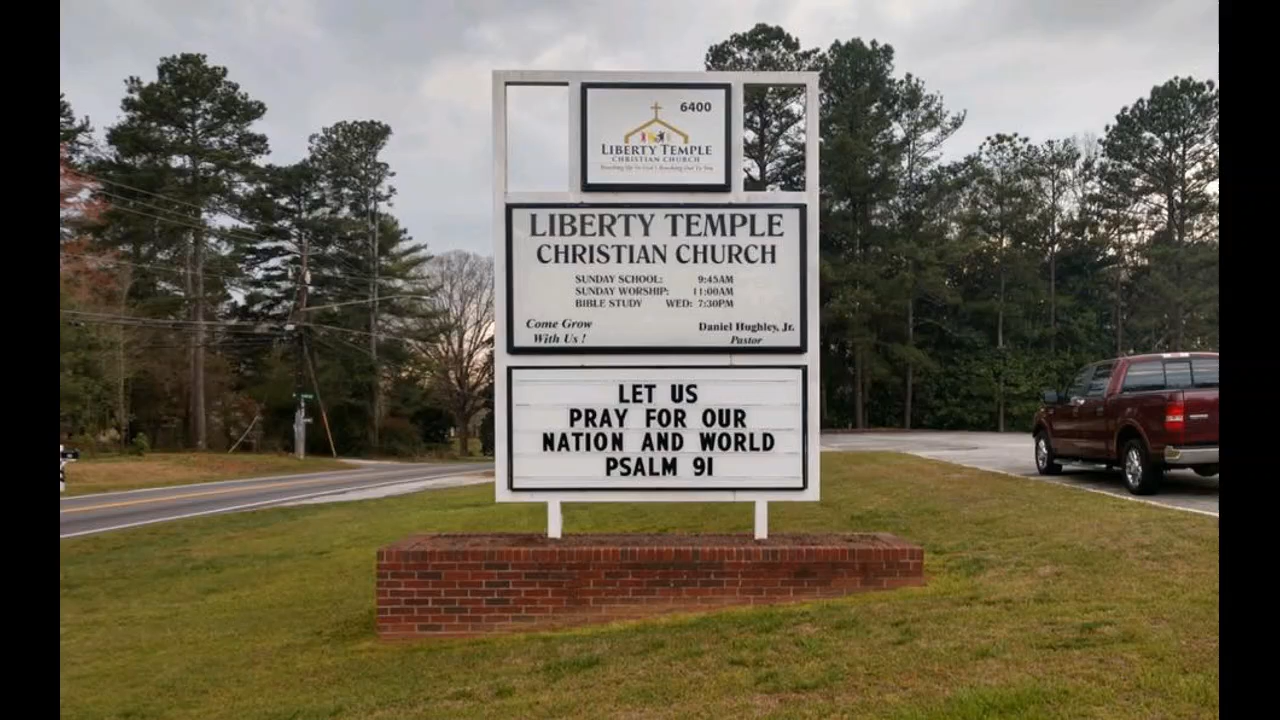 6400
LIBERTY TEMPLE
CHRISTIAN CHURCH
LIBERTY TEMPLE
CHRISTIAN CHURCH
SUNDAY SCHOOL: 9:45AM
SUNDAY WORSHIP: 11:00AM
BIBLE STUDY WED: 7:30PM
Come Grow
With Us !
Daniel Hughley, Jr.
Pastor
LET US
PRAY FOR OUR
NATION AND WORLD
PSALM 91